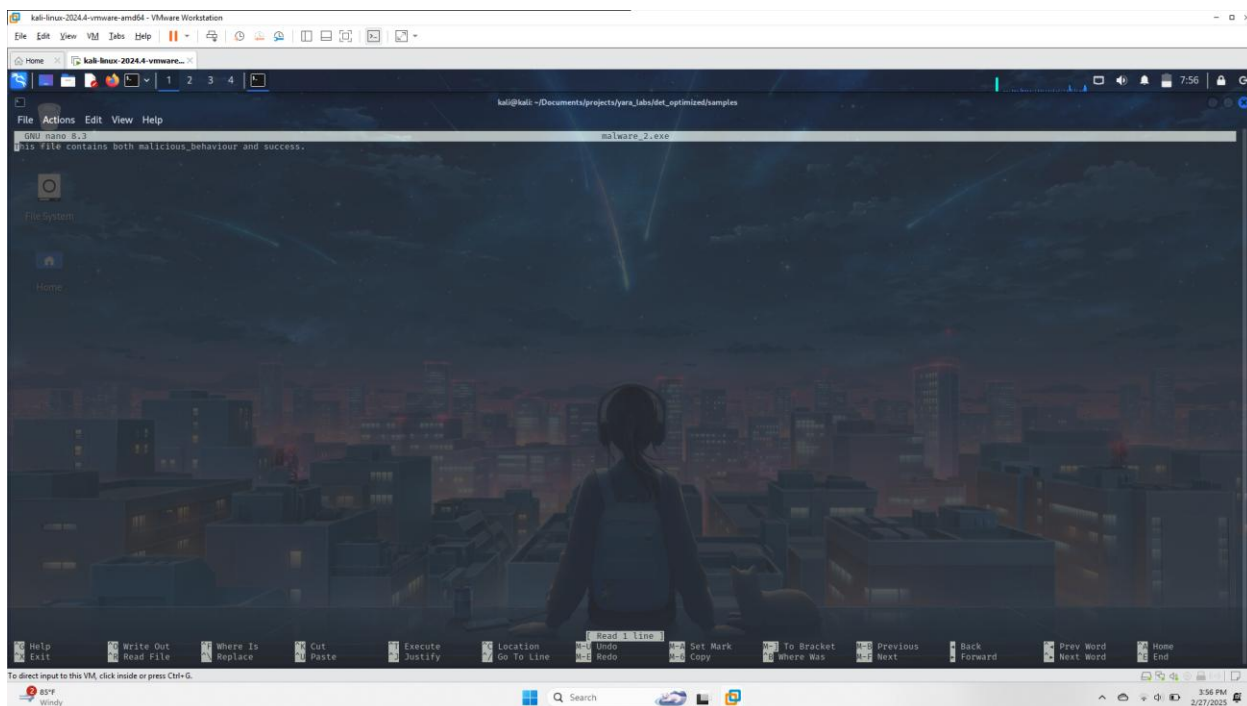 kali-linux-2024.4-vmware-amd64 - VMware Workstation
File Edit View VM Tabs Help
Home kali-linux-2024.4-vmware...
1 2 3 4 7:56
kali@kali: ~/Documents/projects/yara_labs/det_optimized/samples
File Actions Edit View Help
GNU nano 8.3 malware_2.exe
This file contains both malicious_behaviour and success.
File System
Home
[ Read 1 line ]
^G Help ^O Write Out ^F Where Is ^K Cut ^T Execute ^C Location M-U Undo M-A Set Mark M-] To Bracket M-B Previous Back Prev Word ^A Home
^X Exit ^R Read File ^\ Replace ^U Paste ^J Justify ^/ Go To Line M-E Redo M-6 Copy ^B Where Was M-F Next Forward Next Word ^E End
To direct input to this VM, click inside or press Ctrl+G.
2 85°F
Windy
Search
3:56 PM
2/27/2025